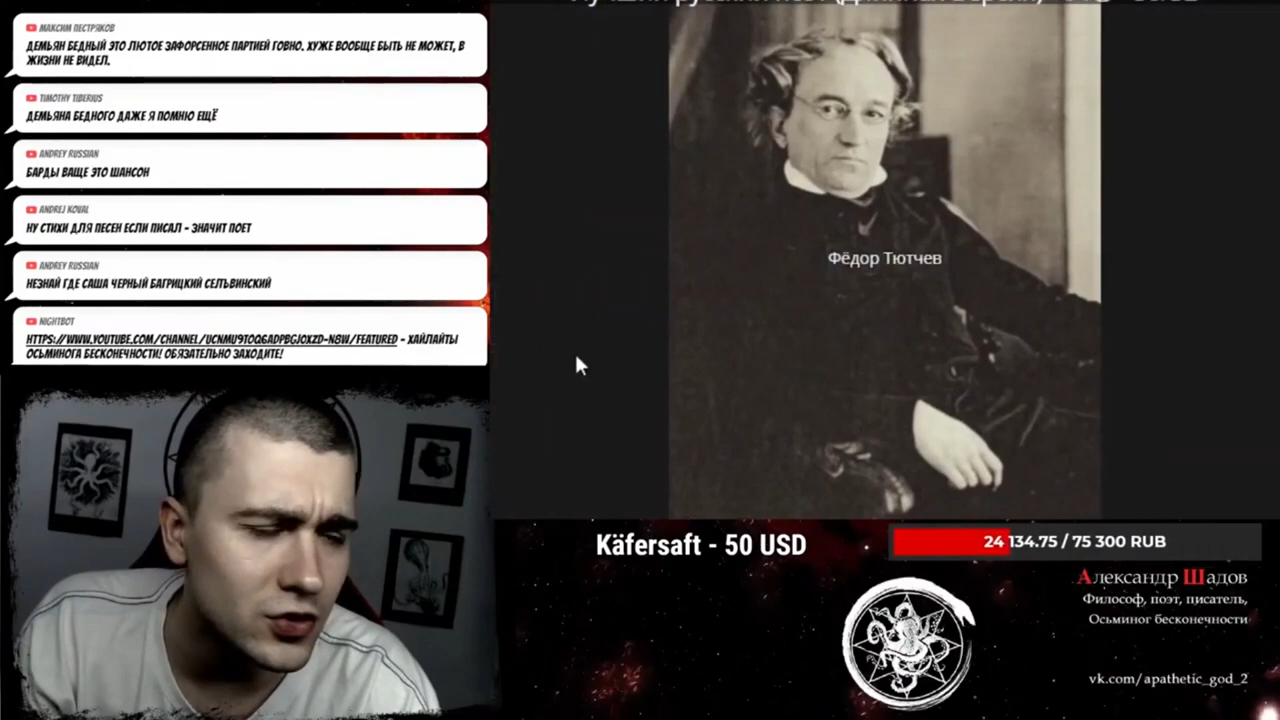 МАКСИМ ПЕСТРЯКОВ
ДЕМЬЯН БЕДНЫЙ ЭТО ЛЮТОЕ ЗАФОРСЕННОЕ ПАРТИЕЙ ГОВНО. ХУЖЕ ВООБЩЕ БЫТЬ НЕ МОЖЕТ, В
ЖИЗНИ НЕ ВИДЕЛ.
TIMOTHY TIBERIUS
ДЕМЬЯНА БЕДНОГО ДАЖЕ Я ПОМНЮ ЕЩЁ
ANDREY RUSSIAN
БАРДЫ ВАЩЕ ЭТО ШАНСОН
ANDREJ KOVAL
НУ СТИХИ ДЛЯ ПЕСЕН ЕСЛИ ПИСАЛ - ЗНАЧИТ ПОЕТ
ANDREY RUSSIAN
НЕЗНАЙ ГДЕ САША ЧЕРНЫЙ БАГРИЦКИЙ СЕЛЬВИНСКИЙ
NIGHTBOT
- ХАЙЛАЙТЫ
ОСЬМИНОГА БЕСКОНЕЧНОСТИ! ОБЯЗАТЕЛЬНО ЗАХОДИТЕ!
Фёдор Тютчев
Käfersaft - 50 USD
24 134.75 / 75 300 RUB
Александр Шадов
Философ, поэт, писатель,
Осьминог бесконечности
vk.com/apathetic_god_2